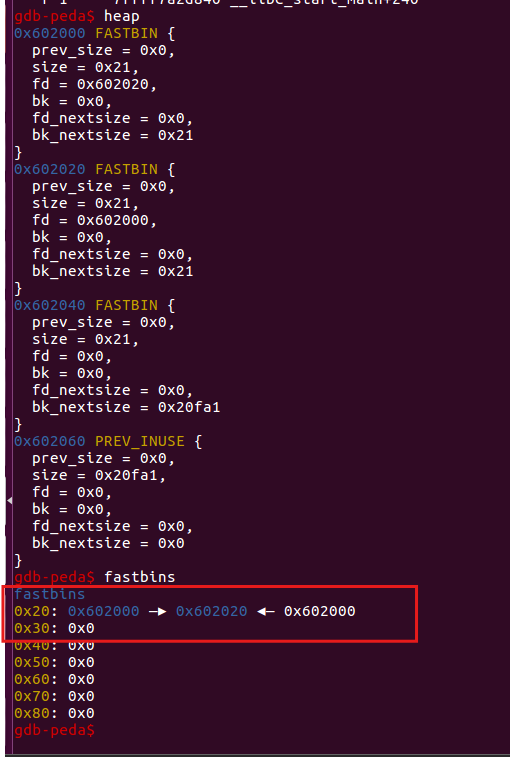 gdb-peda$ heap
0x602000 FASTBIN {
  prev_size = 0x0,
  size = 0x21,
  fd = 0x602020,
  bk = 0x0,
  fd_nextsize = 0x0,
  bk_nextsize = 0x21
}
0x602020 FASTBIN {
  prev_size = 0x0,
  size = 0x21,
  fd = 0x602000,
  bk = 0x0,
  fd_nextsize = 0x0,
  bk_nextsize = 0x21
}
0x602040 FASTBIN {
  prev_size = 0x0,
  size = 0x21,
  fd = 0x0,
  bk = 0x0,
  fd_nextsize = 0x0,
  bk_nextsize = 0x20fa1
}
0x602060 PREV_INUSE {
  prev_size = 0x0,
  size = 0x20fa1,
  fd = 0x0,
  bk = 0x0,
  fd_nextsize = 0x0,
  bk_nextsize = 0x0
}
gdb-peda$ fastbins
fastbins
0x20: 0x602000 —▸ 0x602020 ◂— 0x602000
0x30: 0x0
0x40: 0x0
0x50: 0x0
0x60: 0x0
0x70: 0x0
0x80: 0x0
gdb-peda$